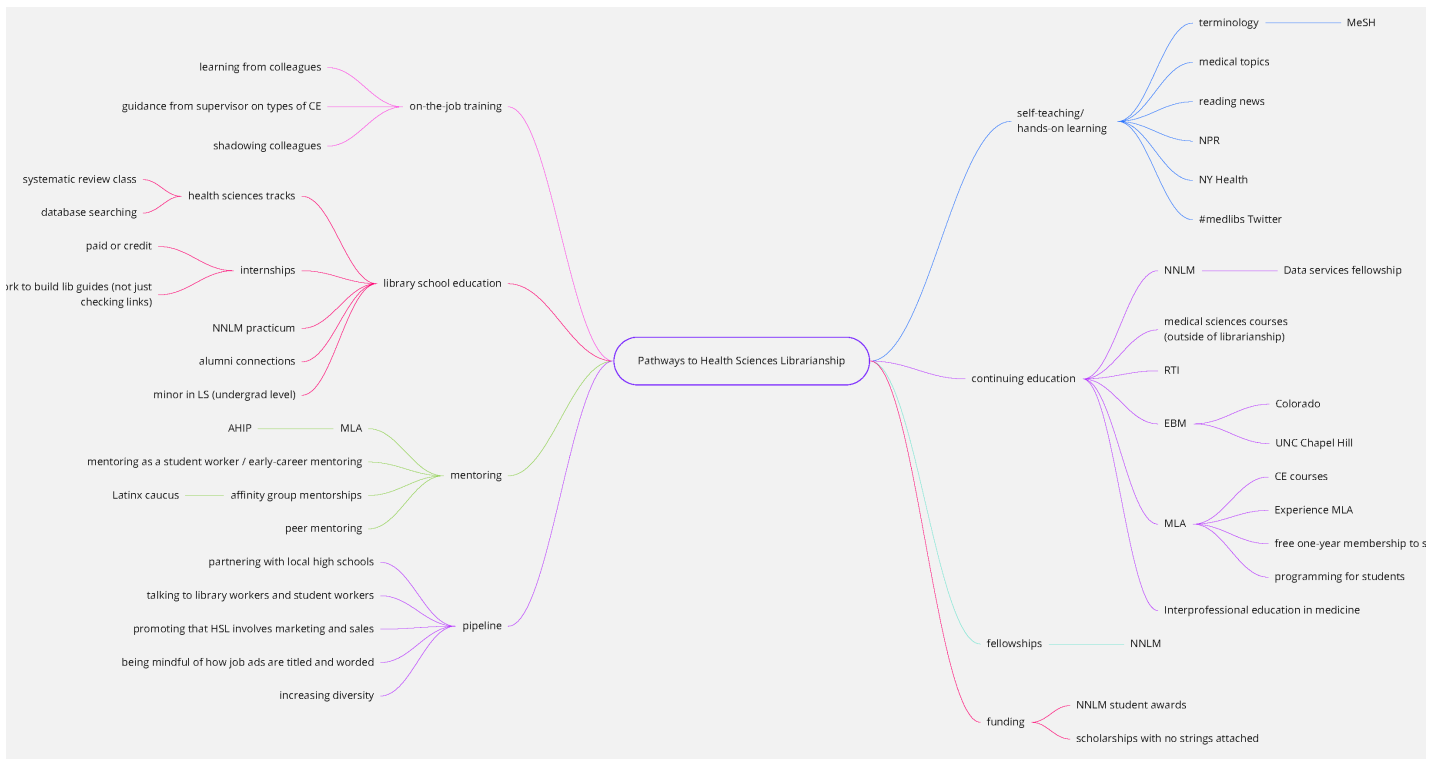 Pathways to Health Sciences Librarianship
on-the-job training
learning from colleagues
guidance from supervisor on types of CE
shadowing colleagues
library school education
health sciences tracks
systematic review class
database searching
internships
paid or credit
to build lib guides (not just
checking links)
NNLM practicum
alumni connections
minor in LS (undergrad level)
mentoring
MLA
AHIP
mentoring as a student worker / early-career mentoring
affinity group mentorships
Latinx caucus
peer mentoring
pipeline
partnering with local high schools
talking to library workers and student workers
promoting that HSL involves marketing and sales
being mindful of how job ads are titled and worded
increasing diversity
self-teaching/
hands-on learning
terminology
MeSH
medical topics
reading news
NPR
NY Health
#medlibs Twitter
continuing education
NNLM
Data services fellowship
medical sciences courses
(outside of librarianship)
RTI
EBM
Colorado
UNC Chapel Hill
MLA
CE courses
Experience MLA
free one-year membership to
programming for students
Interprofessional education in medicine
fellowships
NNLM
funding
NNLM student awards
scholarships with no strings attached